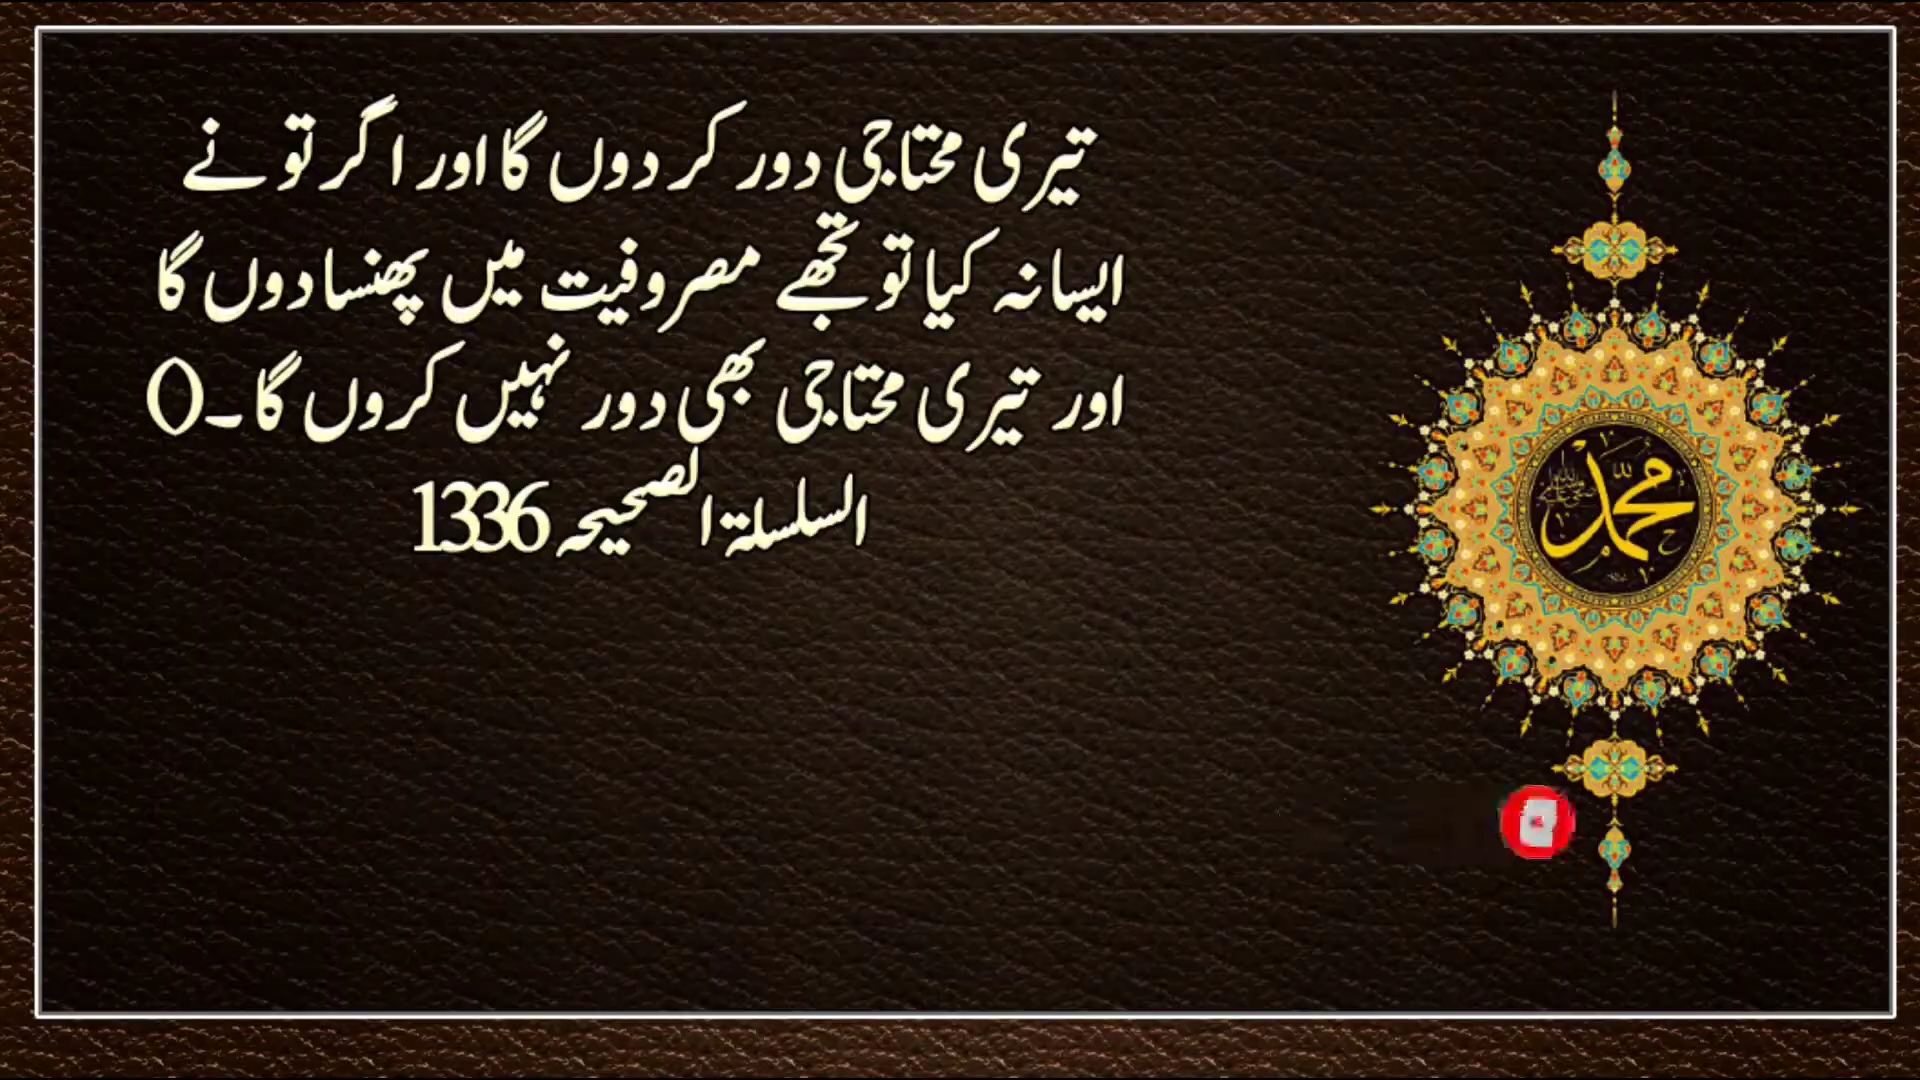 تیری محتاجی دور کر دوں گا اور اگر تو نے
ایسا نہ کیا تو تجھے مصروفیت میں پھنسا دوں گا
اور تیری محتاجی بھی دور نہیں کروں گا۔()
السلسلۃ الصحیحہ 1336
محمد